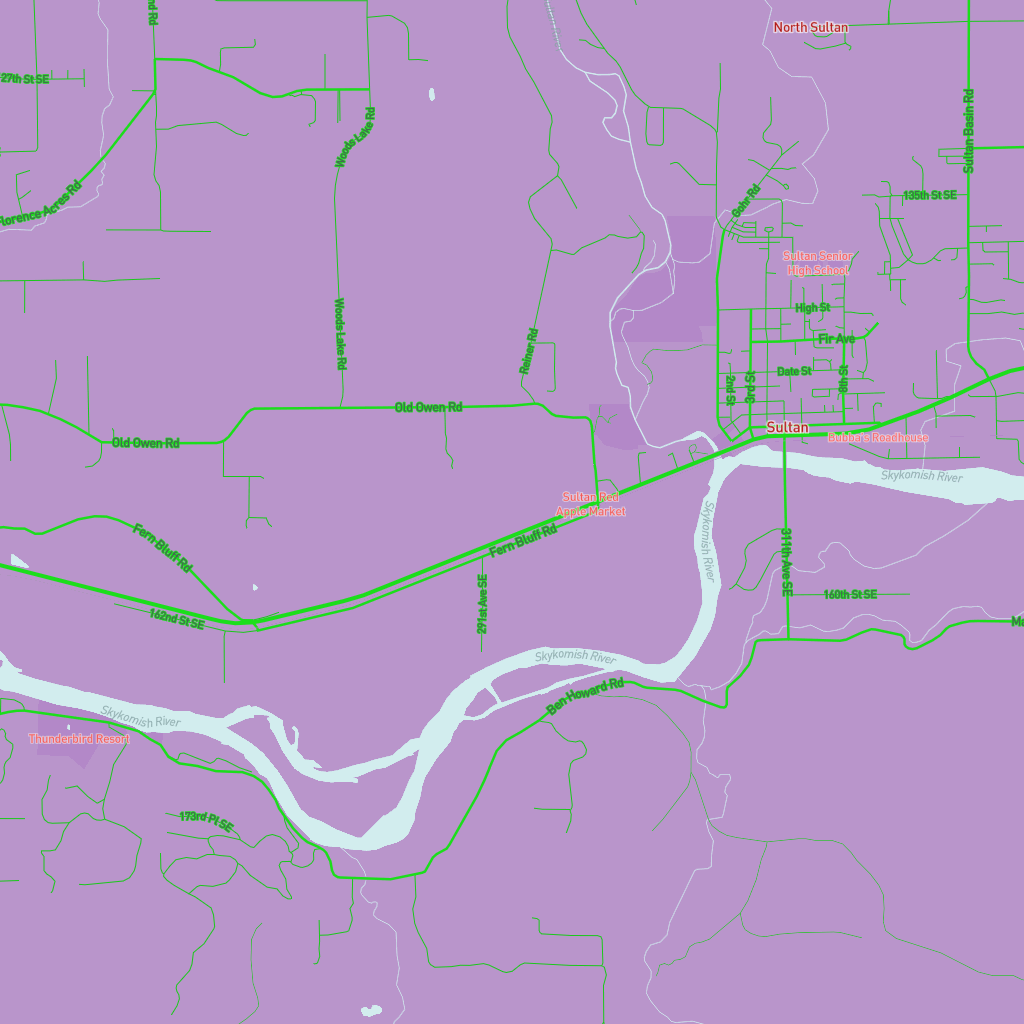 North Sultan
27th St SE
Woods Lake Rd
Sultan Basin Rd
135th St SE
Gohr Rd
Sultan Senior
High School
High St
Fir Ave
Woods Lake Rd
Reiner Rd
Date St
2nd St
3rd St
8th St
Old Owen Rd
Old Owen Rd
Sultan
Bubba's Roadhouse
Skykomish River
Sultan Red
Apple Market
Fern Bluff Rd
Fern Bluff Rd
Skykomish River
311th Ave SE
291st Ave SE
160th St SE
162nd St SE
Skykomish River
Ben Howard Rd
Skykomish River
Thunderbird Resort
173rd Pl SE